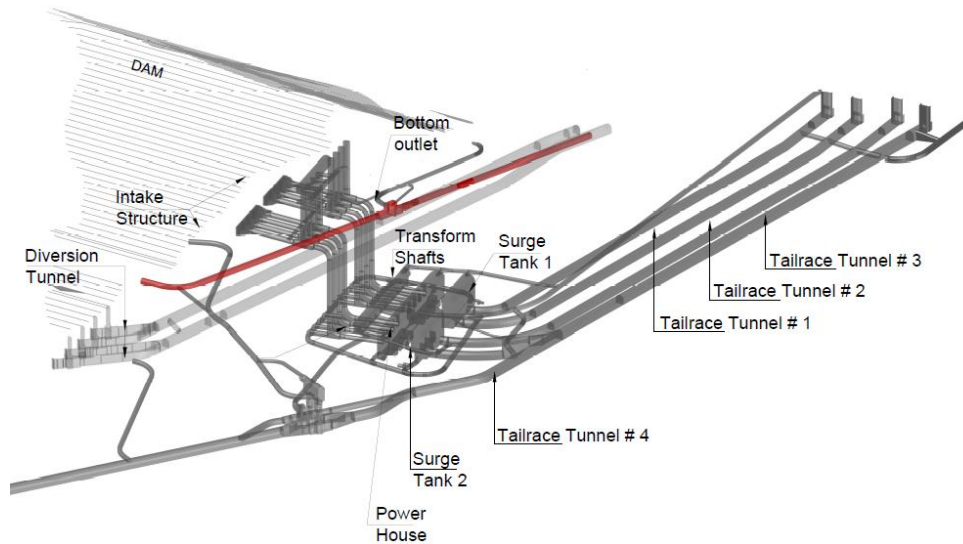 DAM
Bottom
outlet
Intake
Structure
Diversion
Tunnel
Transform
Shafts
Surge
Tank 1
Tailrace Tunnel # 3
Tailrace Tunnel # 2
Tailrace Tunnel # 1
Tailrace Tunnel # 4
Surge
Tank 2
Power
House